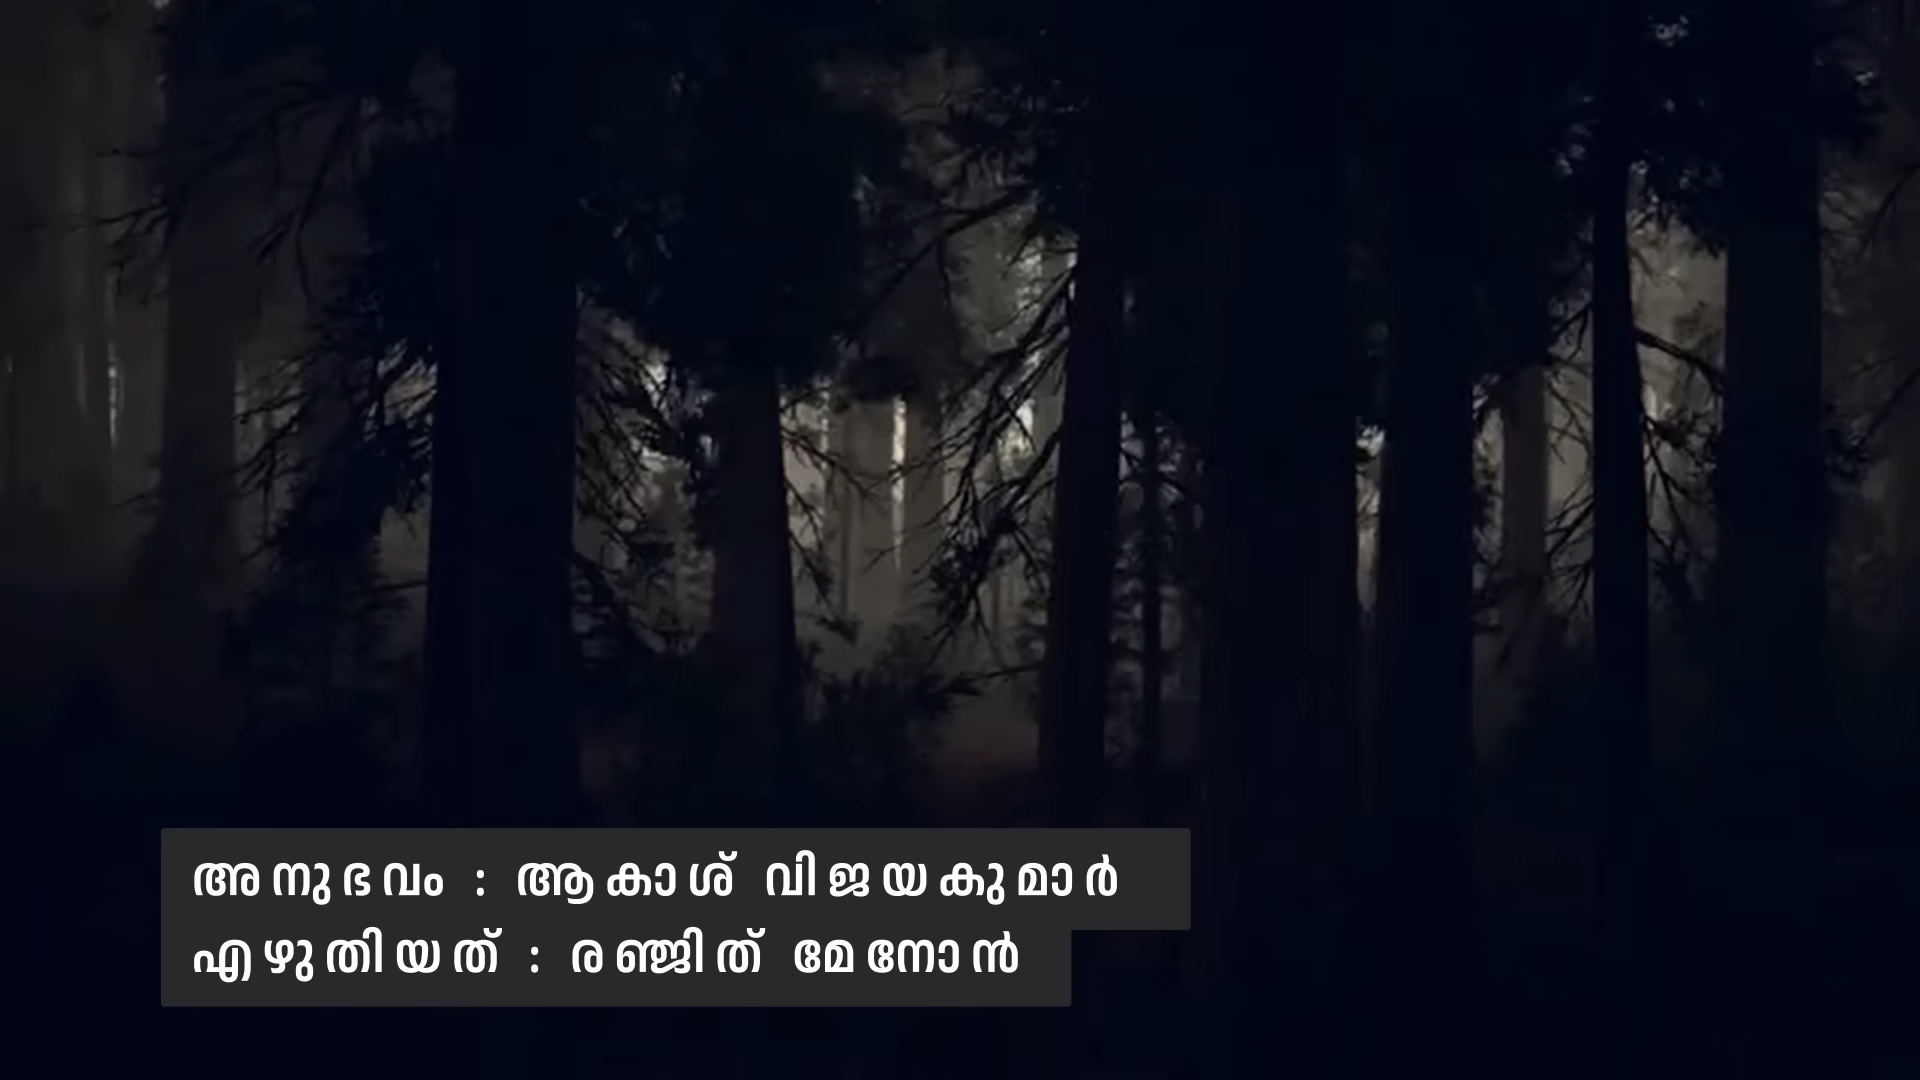 അനുഭവം : ആകാശ് വിജയകുമാർ
എഴുതിയത് : രഞ്ജിത് മേനോൻ